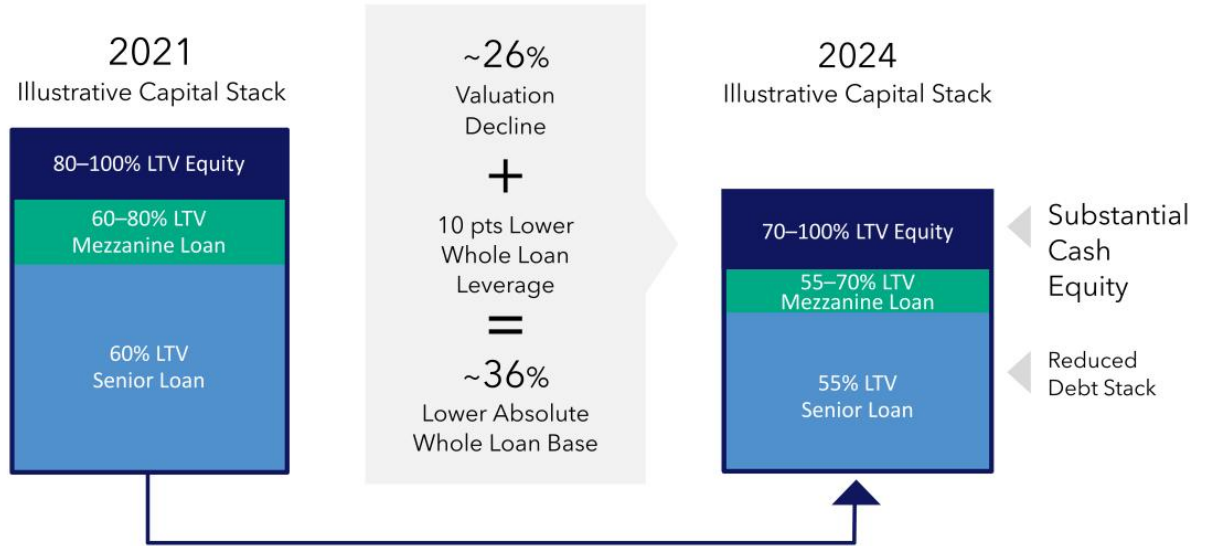 2021
Illustrative Capital Stack
80–100% LTV Equity
60–80% LTV
Mezzanine Loan
60% LTV
Senior Loan
~26%
Valuation
Decline
+
10 pts Lower
Whole Loan
Leverage
=
~36%
Lower Absolute
Whole Loan Base
2024
Illustrative Capital Stack
70–100% LTV Equity
55–70% LTV
Mezzanine Loan
55% LTV
Senior Loan
Substantial
Cash
Equity
Reduced
Debt Stack